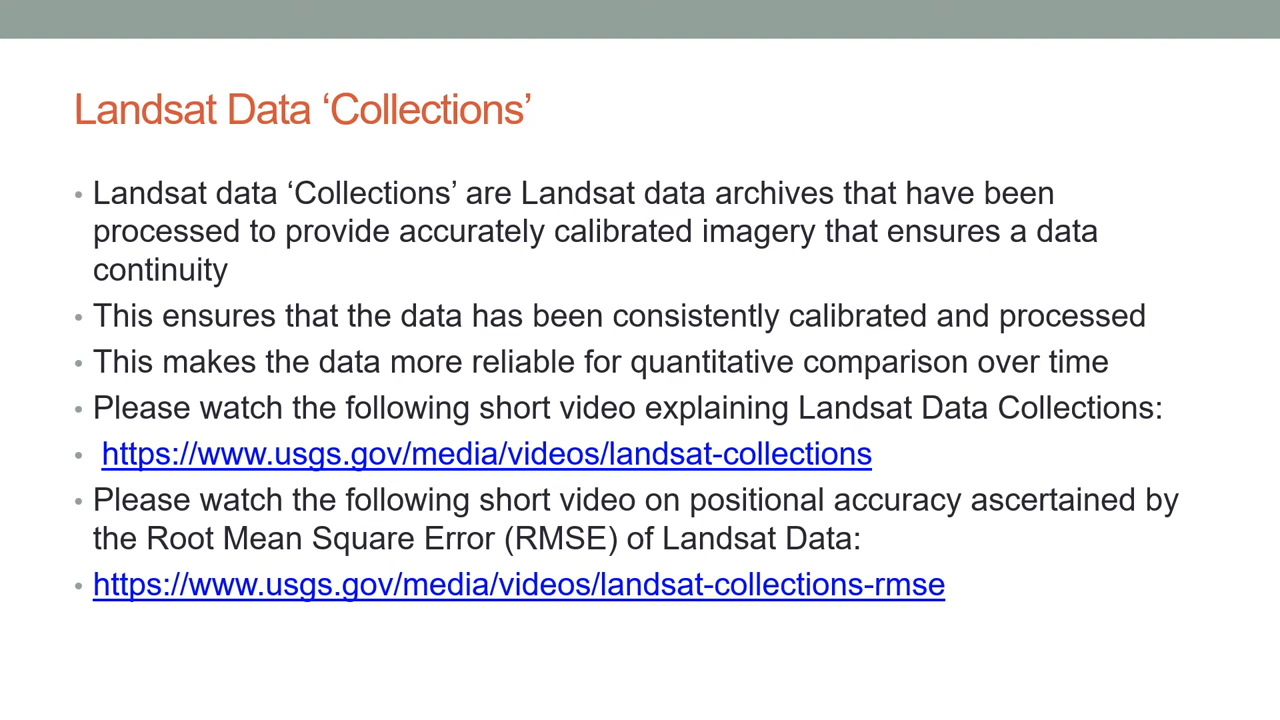 Landsat Data ‘Collections’
• Landsat data ‘Collections’ are Landsat data archives that have been
processed to provide accurately calibrated imagery that ensures a data
continuity
• This ensures that the data has been consistently calibrated and processed
• This makes the data more reliable for quantitative comparison over time
• Please watch the following short video explaining Landsat Data Collections:
• https://www.usgs.gov/media/videos/landsat-collections
• Please watch the following short video on positional accuracy ascertained by
the Root Mean Square Error (RMSE) of Landsat Data:
• https://www.usgs.gov/media/videos/landsat-collections-rmse